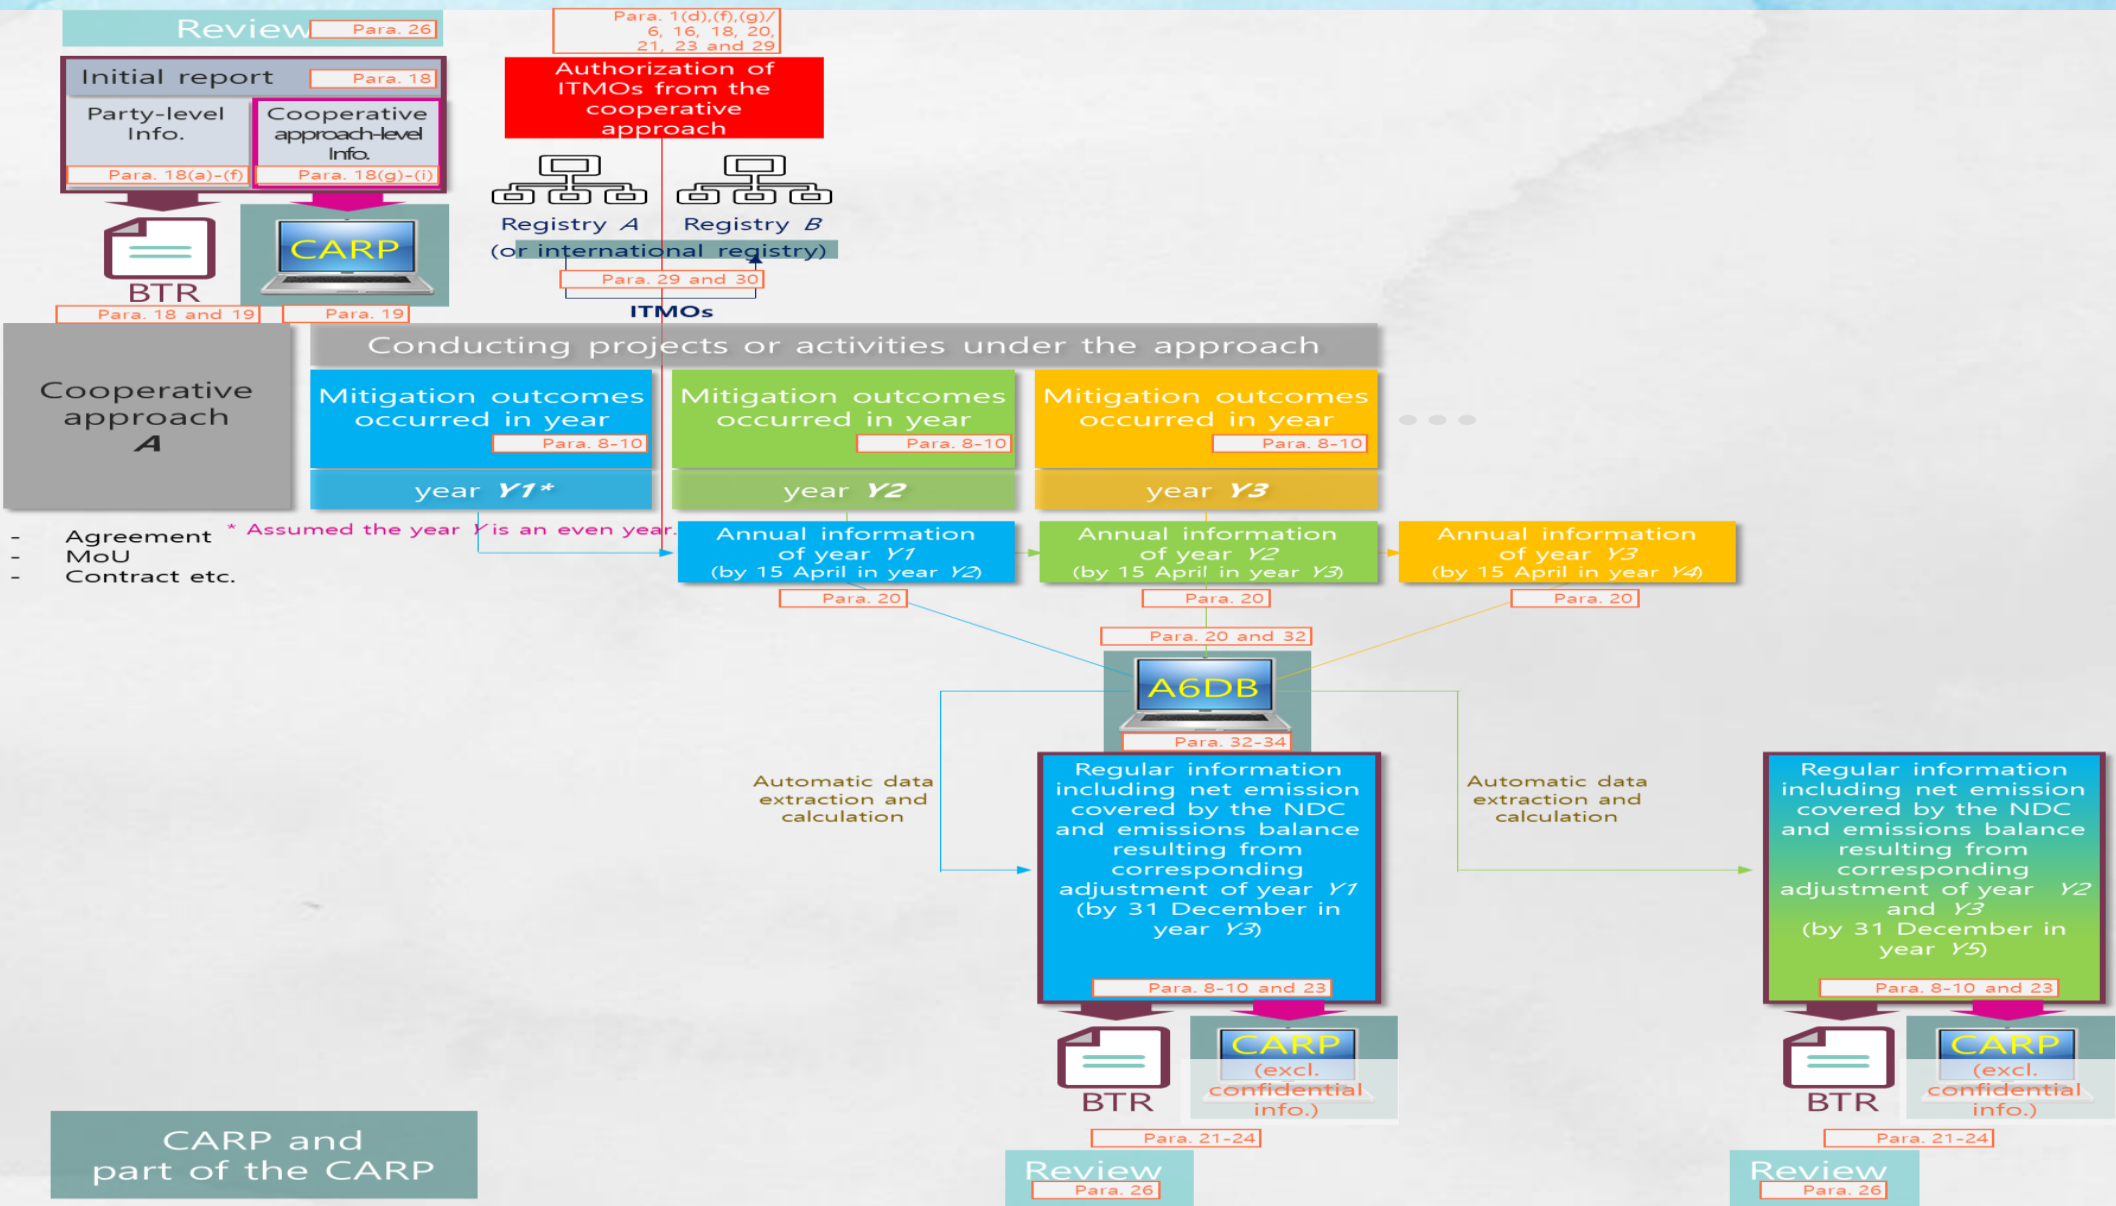 Review
Para. 26
Initial report
Para. 18
Party-level
Info.
Para. 18(a)-(f)
Cooperative
approach-level
Info.
Para. 18(g)-(i)
BTR
Para. 18 and 19
CARP
Para. 19
Para. 1(d),(f),(g)/
6, 16, 18, 20,
21, 23 and 29
Authorization of
ITMOs from the
cooperative
approach
Registry A
Registry B
(or international registry)
Para. 29 and 30
ITMOs
Cooperative
approach
A
Conducting projects or activities under the approach
Mitigation outcomes
occurred in year
Para. 8-10
year Y1*
Mitigation outcomes
occurred in year
Para. 8-10
year Y2
Mitigation outcomes
occurred in year
Para. 8-10
year Y3
- Agreement
- MoU
- Contract etc.
* Assumed the year Y is an even year.
Annual information
of year Y1
(by 15 April in year Y2)
Para. 20
Annual information
of year Y2
(by 15 April in year Y3)
Para. 20
Annual information
of year Y3
(by 15 April in year Y4)
Para. 20
Para. 20 and 32
A6DB
Para. 32-34
Automatic data
extraction and
calculation
Regular information
including net emission
covered by the NDC
and emissions balance
resulting from
corresponding
adjustment of year Y1
(by 31 December in
year Y3)
Para. 8-10 and 23
Automatic data
extraction and
calculation
Regular information
including net emission
covered by the NDC
and emissions balance
resulting from
corresponding
adjustment of year Y2
and Y3
(by 31 December in
year Y5)
Para. 8-10 and 23
BTR
CARP
(excl.
confidential
info.)
Para. 21-24
Review
Para. 26
BTR
CARP
(excl.
confidential
info.)
Para. 21-24
Review
Para. 26
CARP and
part of the CARP